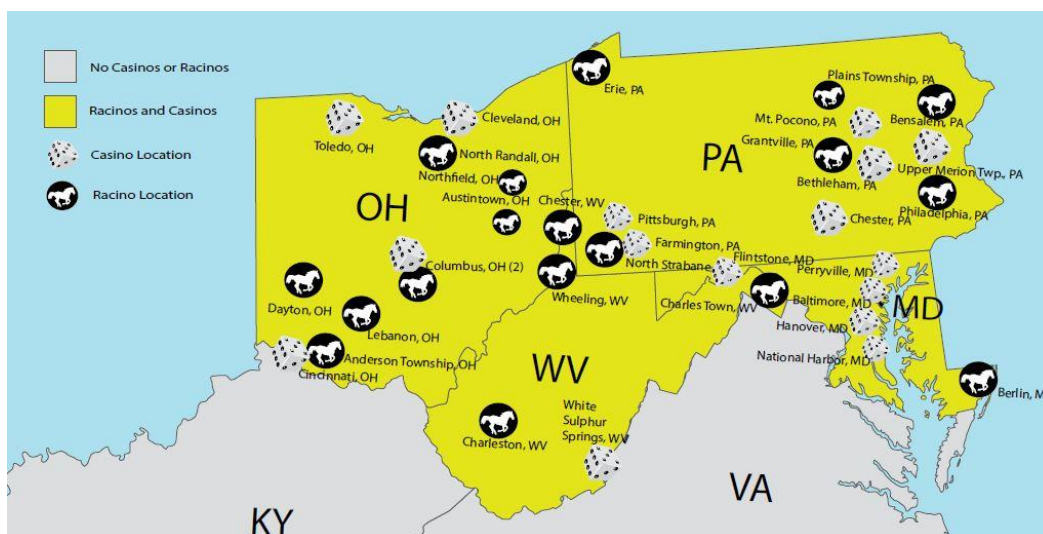 No Casinos or Racinos
Racinos and Casinos
Casino Location
Racino Location
Erie, PA
Plains Township, PA
Mt. Pocono, PA
Bensalem, PA
Grantville, PA
PA
Upper Merion Twp., PA
Bethleham, PA
Philadelphia, PA
Chester, PA
Cleveland, OH
Toledo, OH
North Randall, OH
Northfield, OH
Austintown, OH
OH
Chester, WV
Pittsburgh, PA
Farmington, PA
North Strabane
Flintstone, MD
Perryville, MD
Columbus, OH (2)
Wheeling, WV
Charles Town, WV
Baltimore, MD
MD
Dayton, OH
Lebanon, OH
Hanover, MD
National Harbor, MD
Anderson Township, OH
Cincinnati, OH
WV
White
Sulphur
Springs, WV
Charleston, WV
Berlin, M
VA
KY